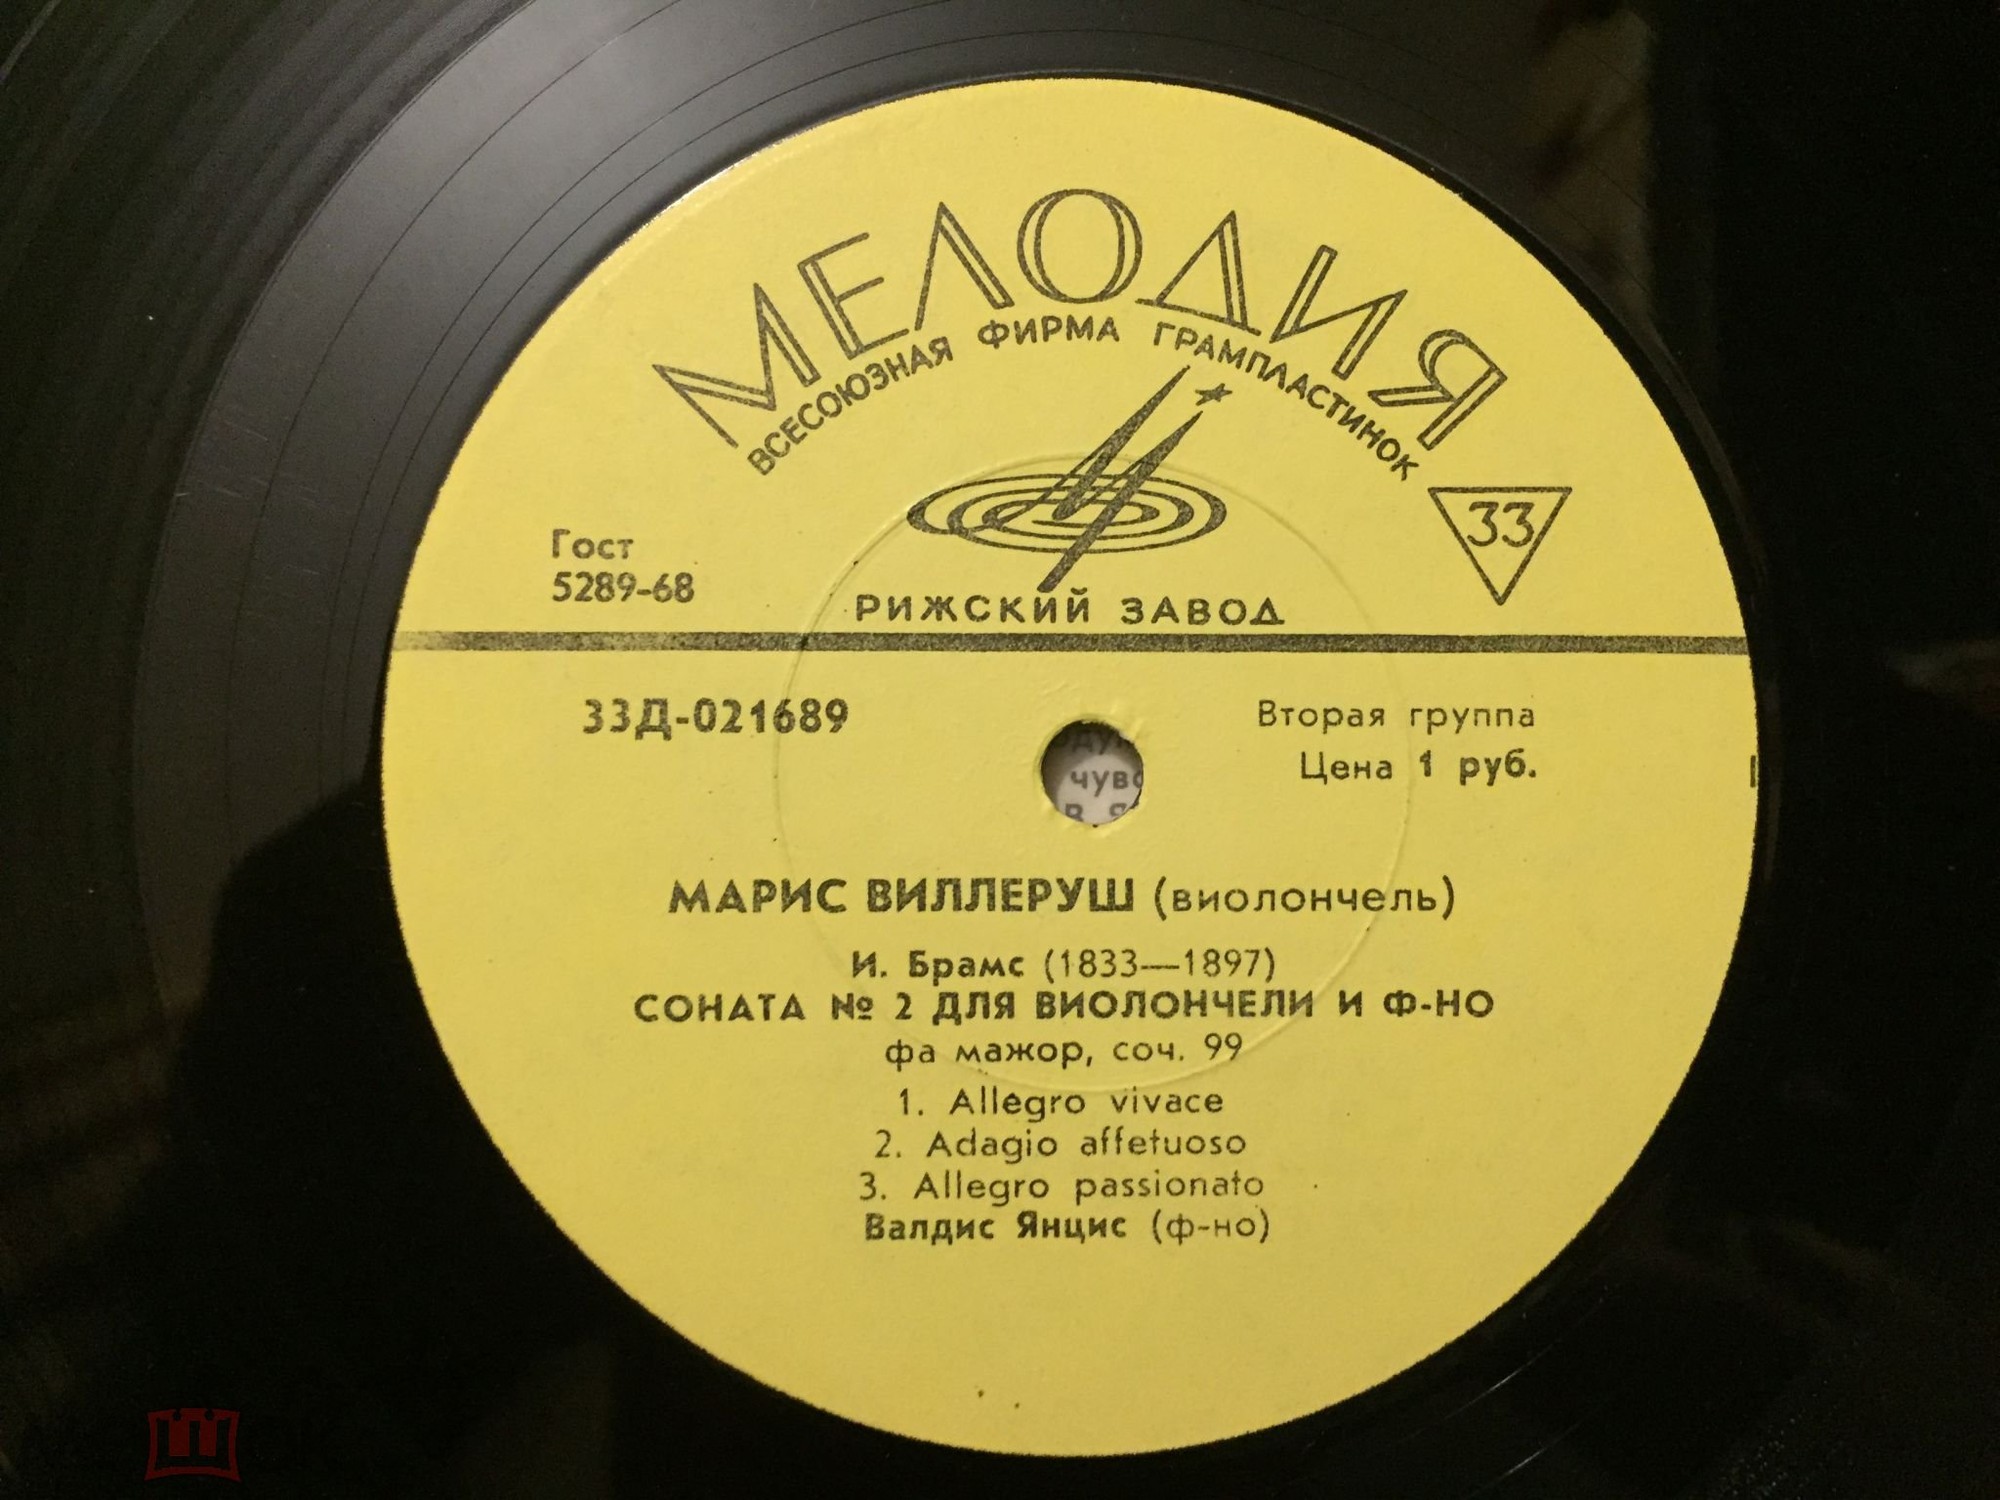 МЕЛОДИЯ
ВСЕСОЮЗНАЯ ФИРМА ГРАМПЛАСТИНОК
33
Гост
5289-68
РИЖСКИЙ ЗАВОД
33Д-021689
Вторая группа
Цена 1 руб.
чувс
МАРИС ВИЛЛЕРУШ (виолончель)
И. Брамс (1833—1897)
СОНАТА № 2 ДЛЯ ВИОЛОНЧЕЛИ И Ф-НО
фа мажор, соч. 99
1. Allegro vivace
2. Adagio affetuoso
3. Allegro passionato
Валдис Янцис (ф-но)